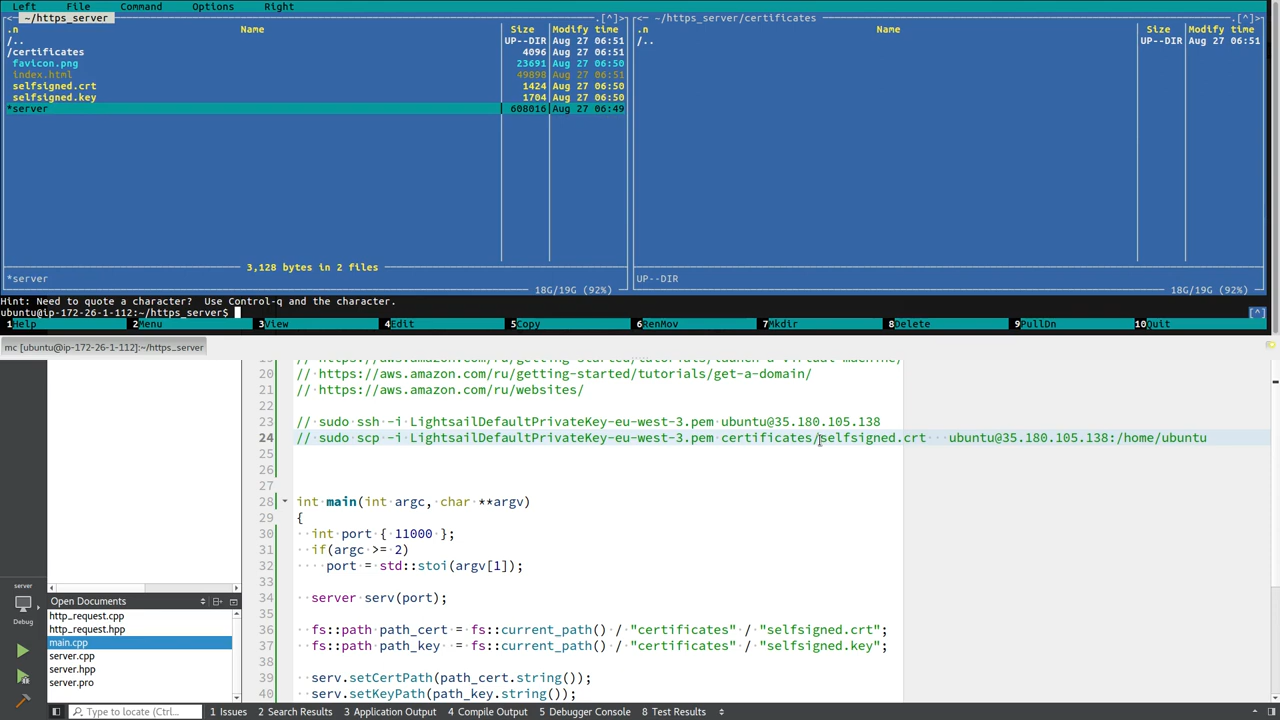 Left File Command Options Right
~/https_server .[^]
~/https_server/certificates .[^]
.n Name Size Modify time
.n Name Size Modify time
/.. UP--DIR Aug 27 06:51
/.. UP--DIR Aug 27 06:51
/certificates 4096 Aug 27 06:51
favicon.png 23691 Aug 27 06:50
index.html 49898 Aug 27 06:51
selfsigned.crt 1424 Aug 27 06:50
selfsigned.key 1704 Aug 27 06:50
*server 608016 Aug 27 06:49
3,128 bytes in 2 files
*server
UP--DIR
18G/19G (92%)
18G/19G (92%)
Hint: Need to quote a character? Use Control-q and the character.
ubuntu@ip-172-26-1-112:~/https_server$ [^]
1Help 2Menu 3View 4Edit 5Copy 6RenMov 7Mkdir 8Delete 9PullDn 10Quit
mc [ubuntu@ip-172-26-1-112]:~/https_server
20 // https://aws.amazon.com/ru/getting-started/tutorials/get-a-domain/
21 // https://aws.amazon.com/ru/websites/
22
23 // sudo ssh -i LightsailDefaultPrivateKey-eu-west-3.pem ubuntu@35.180.105.138
24 // sudo scp -i LightsailDefaultPrivateKey-eu-west-3.pem certificates/selfsigned.crt ubuntu@35.180.105.138:/home/ubuntu
25
26
27
28 int main(int argc, char **argv)
29 {
30 int port { 11000 };
31 if(argc >= 2)
32 port = std::stoi(argv[1]);
33
34 server serv(port);
35
36 fs::path path_cert = fs::current_path() / "certificates" / "selfsigned.crt";
37 fs::path path_key = fs::current_path() / "certificates" / "selfsigned.key";
38
39 serv.setCertPath(path_cert.string());
40 serv.setKeyPath(path_key.string());
server
Debug
Open Documents
http_request.cpp
http_request.hpp
main.cpp
server.cpp
server.hpp
server.pro
Type to locate (Ctrl... 1 Issues 2 Search Results 3 Application Output 4 Compile Output 5 Debugger Console 8 Test Results